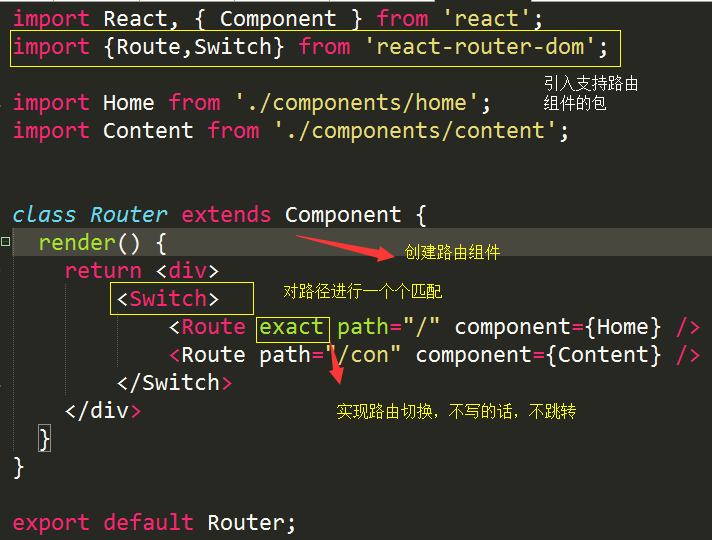 import React, { Component } from 'react';
import {Route,Switch} from 'react-router-dom';
引入支持路由
组件的包
import Home from './components/home';
import Content from './components/content';
class Router extends Component {
render() {
创建路由组件
return <div>
<Switch>
对路径进行一个个匹配
<Route exact path="/" component={Home} />
<Route path="/con" component={Content} />
</Switch>
</div>
实现路由切换，不写的话，不跳转
}
}
export default Router;